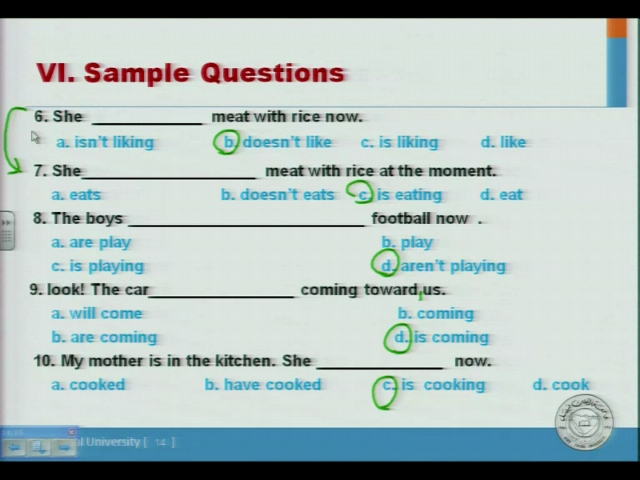 VI. Sample Questions
6. She ____________ meat with rice now.
a. isn't liking b. doesn't like c. is liking d. like
7. She___________________ meat with rice at the moment.
a. eats b. doesn't eats c. is eating d. eat
8. The boys __________________________ football now .
a. are play b. play
c. is playing d. aren't playing
9. look! The car________________ coming toward us.
a. will come b. coming
b. are coming d. is coming
10. My mother is in the kitchen. She ______________ now.
a. cooked b. have cooked c. is cooking d. cook
University [ 14 ]